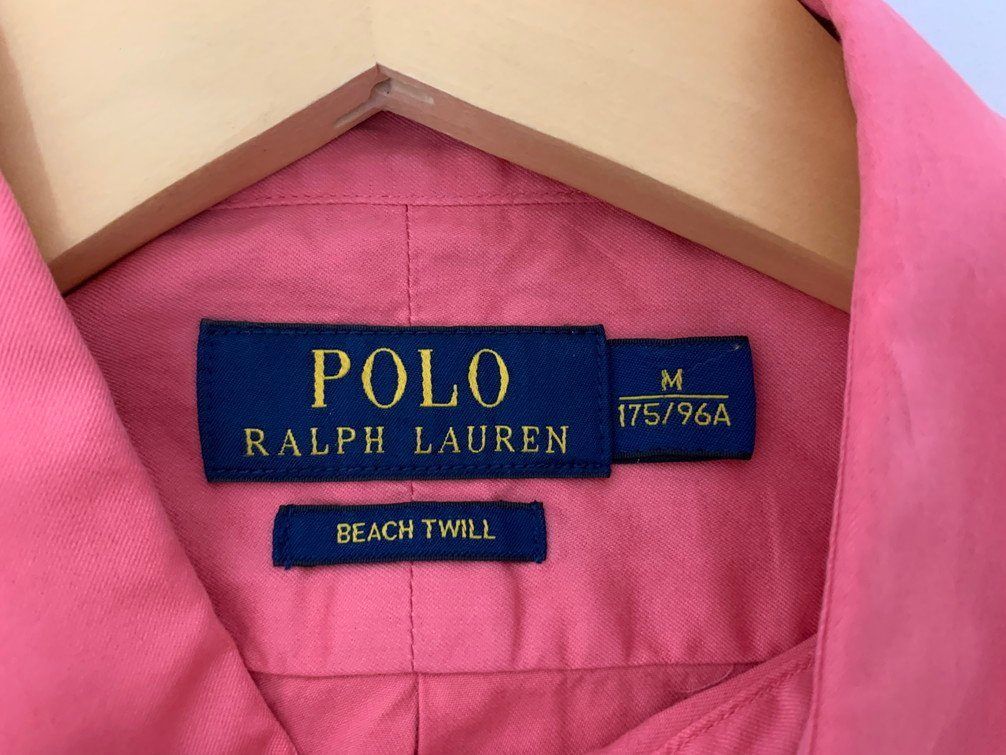 POLO
RALPH LAUREN
M
175/96A
BEACH TWILL